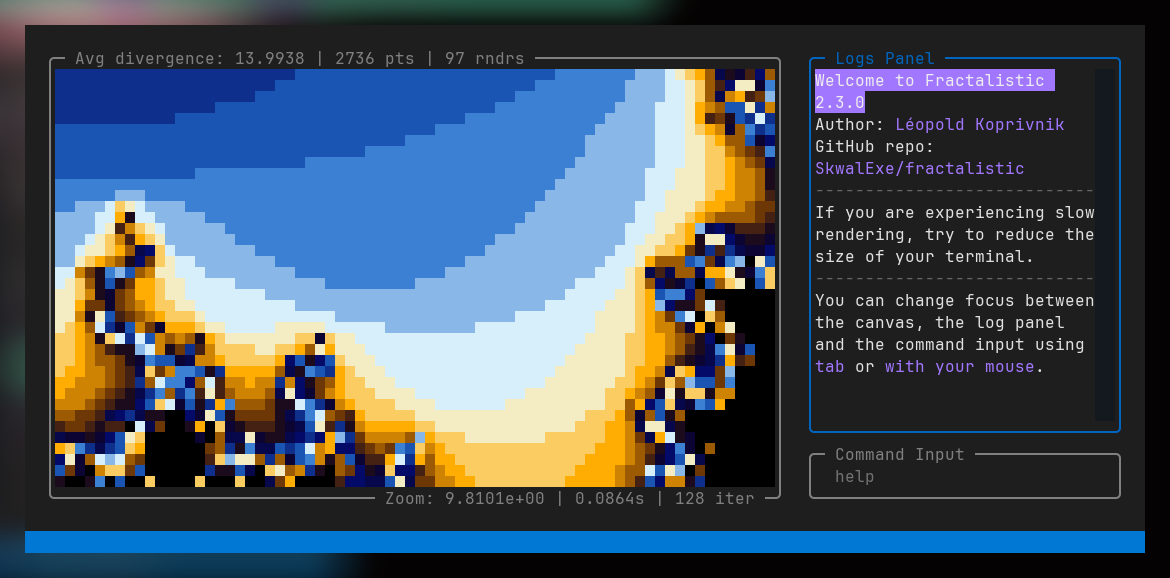 Avg divergence: 13.9938 | 2736 pts | 97 rndrs
Zoom: 9.8101e+00 | 0.0864s | 128 iter
Logs Panel
Welcome to Fractalistic
2.3.0
Author: Léopold Koprivnik
GitHub repo:
SkwalExe/fractalistic
----------------------------
If you are experiencing slow
rendering, try to reduce the
size of your terminal.
----------------------------
You can change focus between
the canvas, the log panel
and the command input using
tab or with your mouse.
Command Input
help